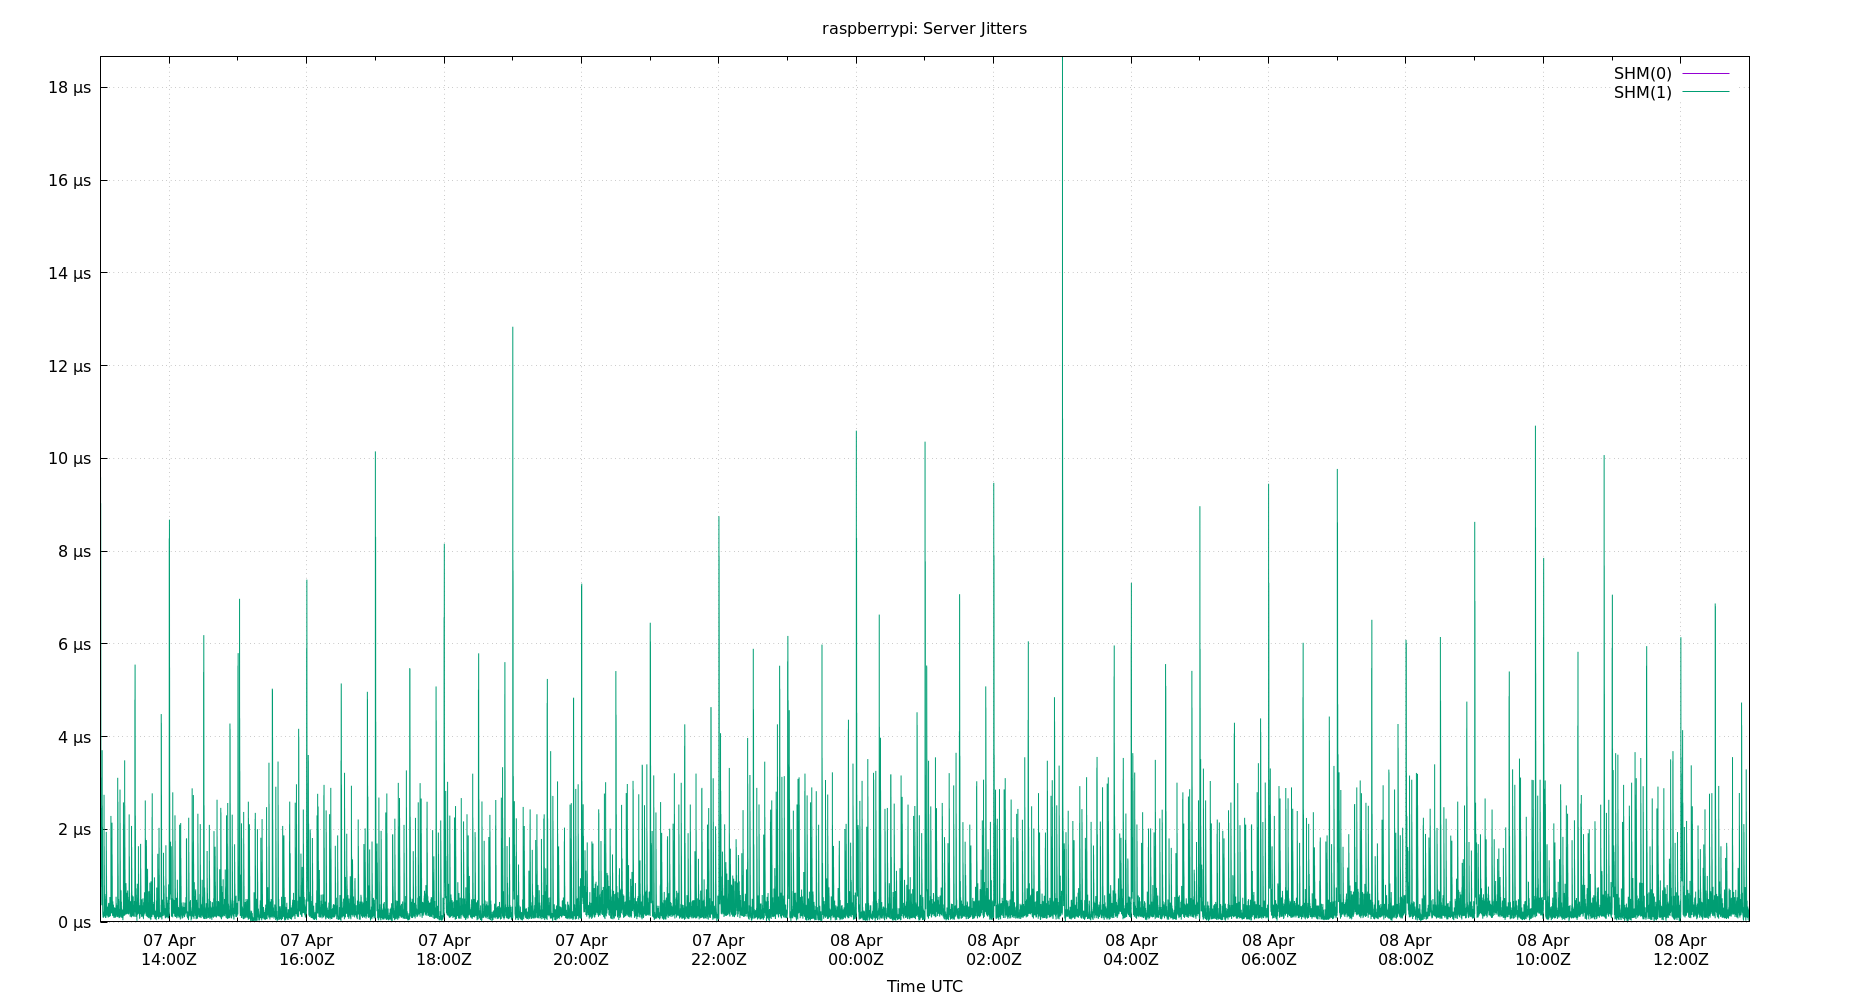 raspberrypi: Server Jitters
SHM(0)
SHM(1)
18 µs
16 µs
14 µs
12 µs
10 µs
8 µs
6 µs
4 µs
2 µs
0 µs
07 Apr 07 Apr 07 Apr 07 Apr 07 Apr 08 Apr 08 Apr 08 Apr 08 Apr 08 Apr 08 Apr 08 Apr
14:00Z 16:00Z 18:00Z 20:00Z 22:00Z 00:00Z 02:00Z 04:00Z 06:00Z 08:00Z 10:00Z 12:00Z
Time UTC